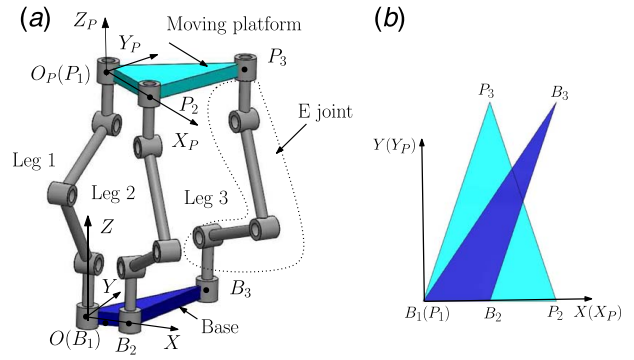 (a)
Z_P
Y_P
Moving platform
O_P(P_1)
P_3
P_2
X_P
E joint
Leg 1
Leg 2
Leg 3
Z
Y
B_3
O(B_1)
B_2
X
Base
(b)
P_3
B_3
Y(Y_P)
B_1(P_1)
B_2
P_2
X(X_P)